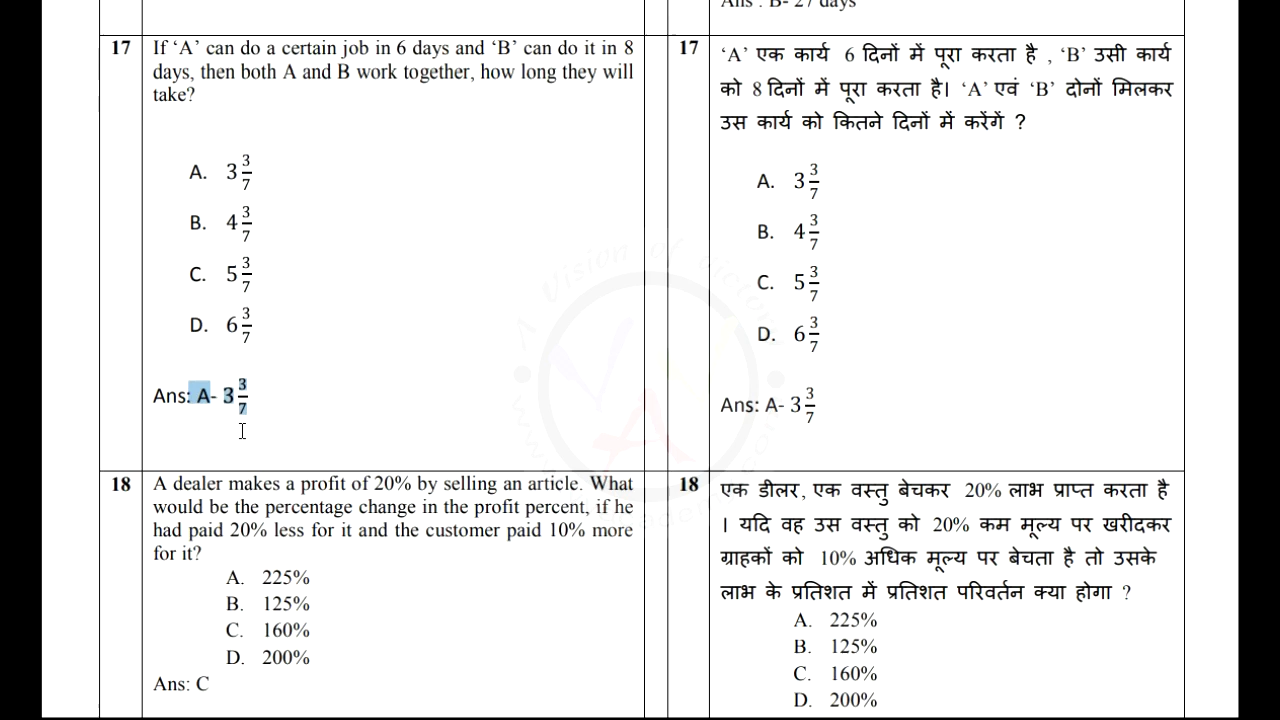 Ans : B- 27 days
17
If ‘A’ can do a certain job in 6 days and ‘B’ can do it in 8
days, then both A and B work together, how long they will
take?
A. 3 3/7
B. 4 3/7
C. 5 3/7
D. 6 3/7
Ans: A- 3 3/7
17
‘A’ एक कार्य 6 दिनों में पूरा करता है , ‘B’ उसी कार्य
को 8 दिनों में पूरा करता है। ‘A’ एवं ‘B’ दोनों मिलकर
उस कार्य को कितने दिनों में करेंगें ?
A. 3 3/7
B. 4 3/7
C. 5 3/7
D. 6 3/7
Ans: A- 3 3/7
18
A dealer makes a profit of 20% by selling an article. What
would be the percentage change in the profit percent, if he
had paid 20% less for it and the customer paid 10% more
for it?
A. 225%
B. 125%
C. 160%
D. 200%
Ans: C
18
एक डीलर, एक वस्तु बेचकर 20% लाभ प्राप्त करता है
। यदि वह उस वस्तु को 20% कम मूल्य पर खरीदकर
ग्राहकों को 10% अधिक मूल्य पर बेचता है तो उसके
लाभ के प्रतिशत में प्रतिशत परिवर्तन क्या होगा ?
A. 225%
B. 125%
C. 160%
D. 200%
A Vision of Victory